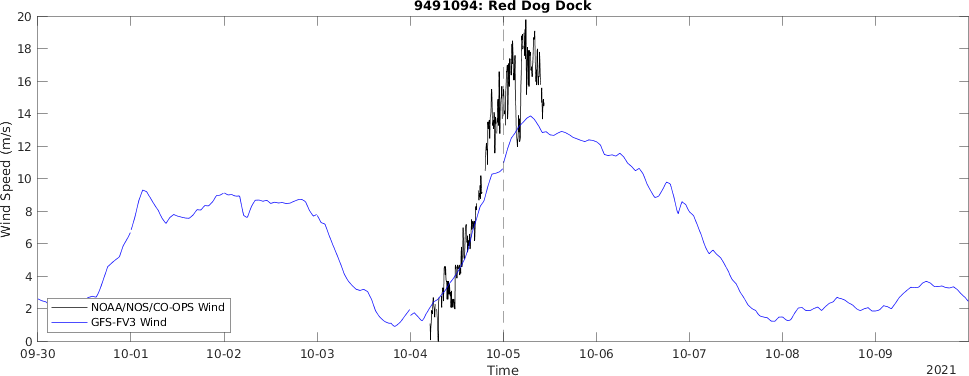 9491094: Red Dog Dock
20
18
16
14
12
10
8
6
4
2
0
Wind Speed (m/s)
NOAA/NOS/CO-OPS Wind
GFS-FV3 Wind
09-30 10-01 10-02 10-03 10-04 10-05 10-06 10-07 10-08 10-09
Time
2021